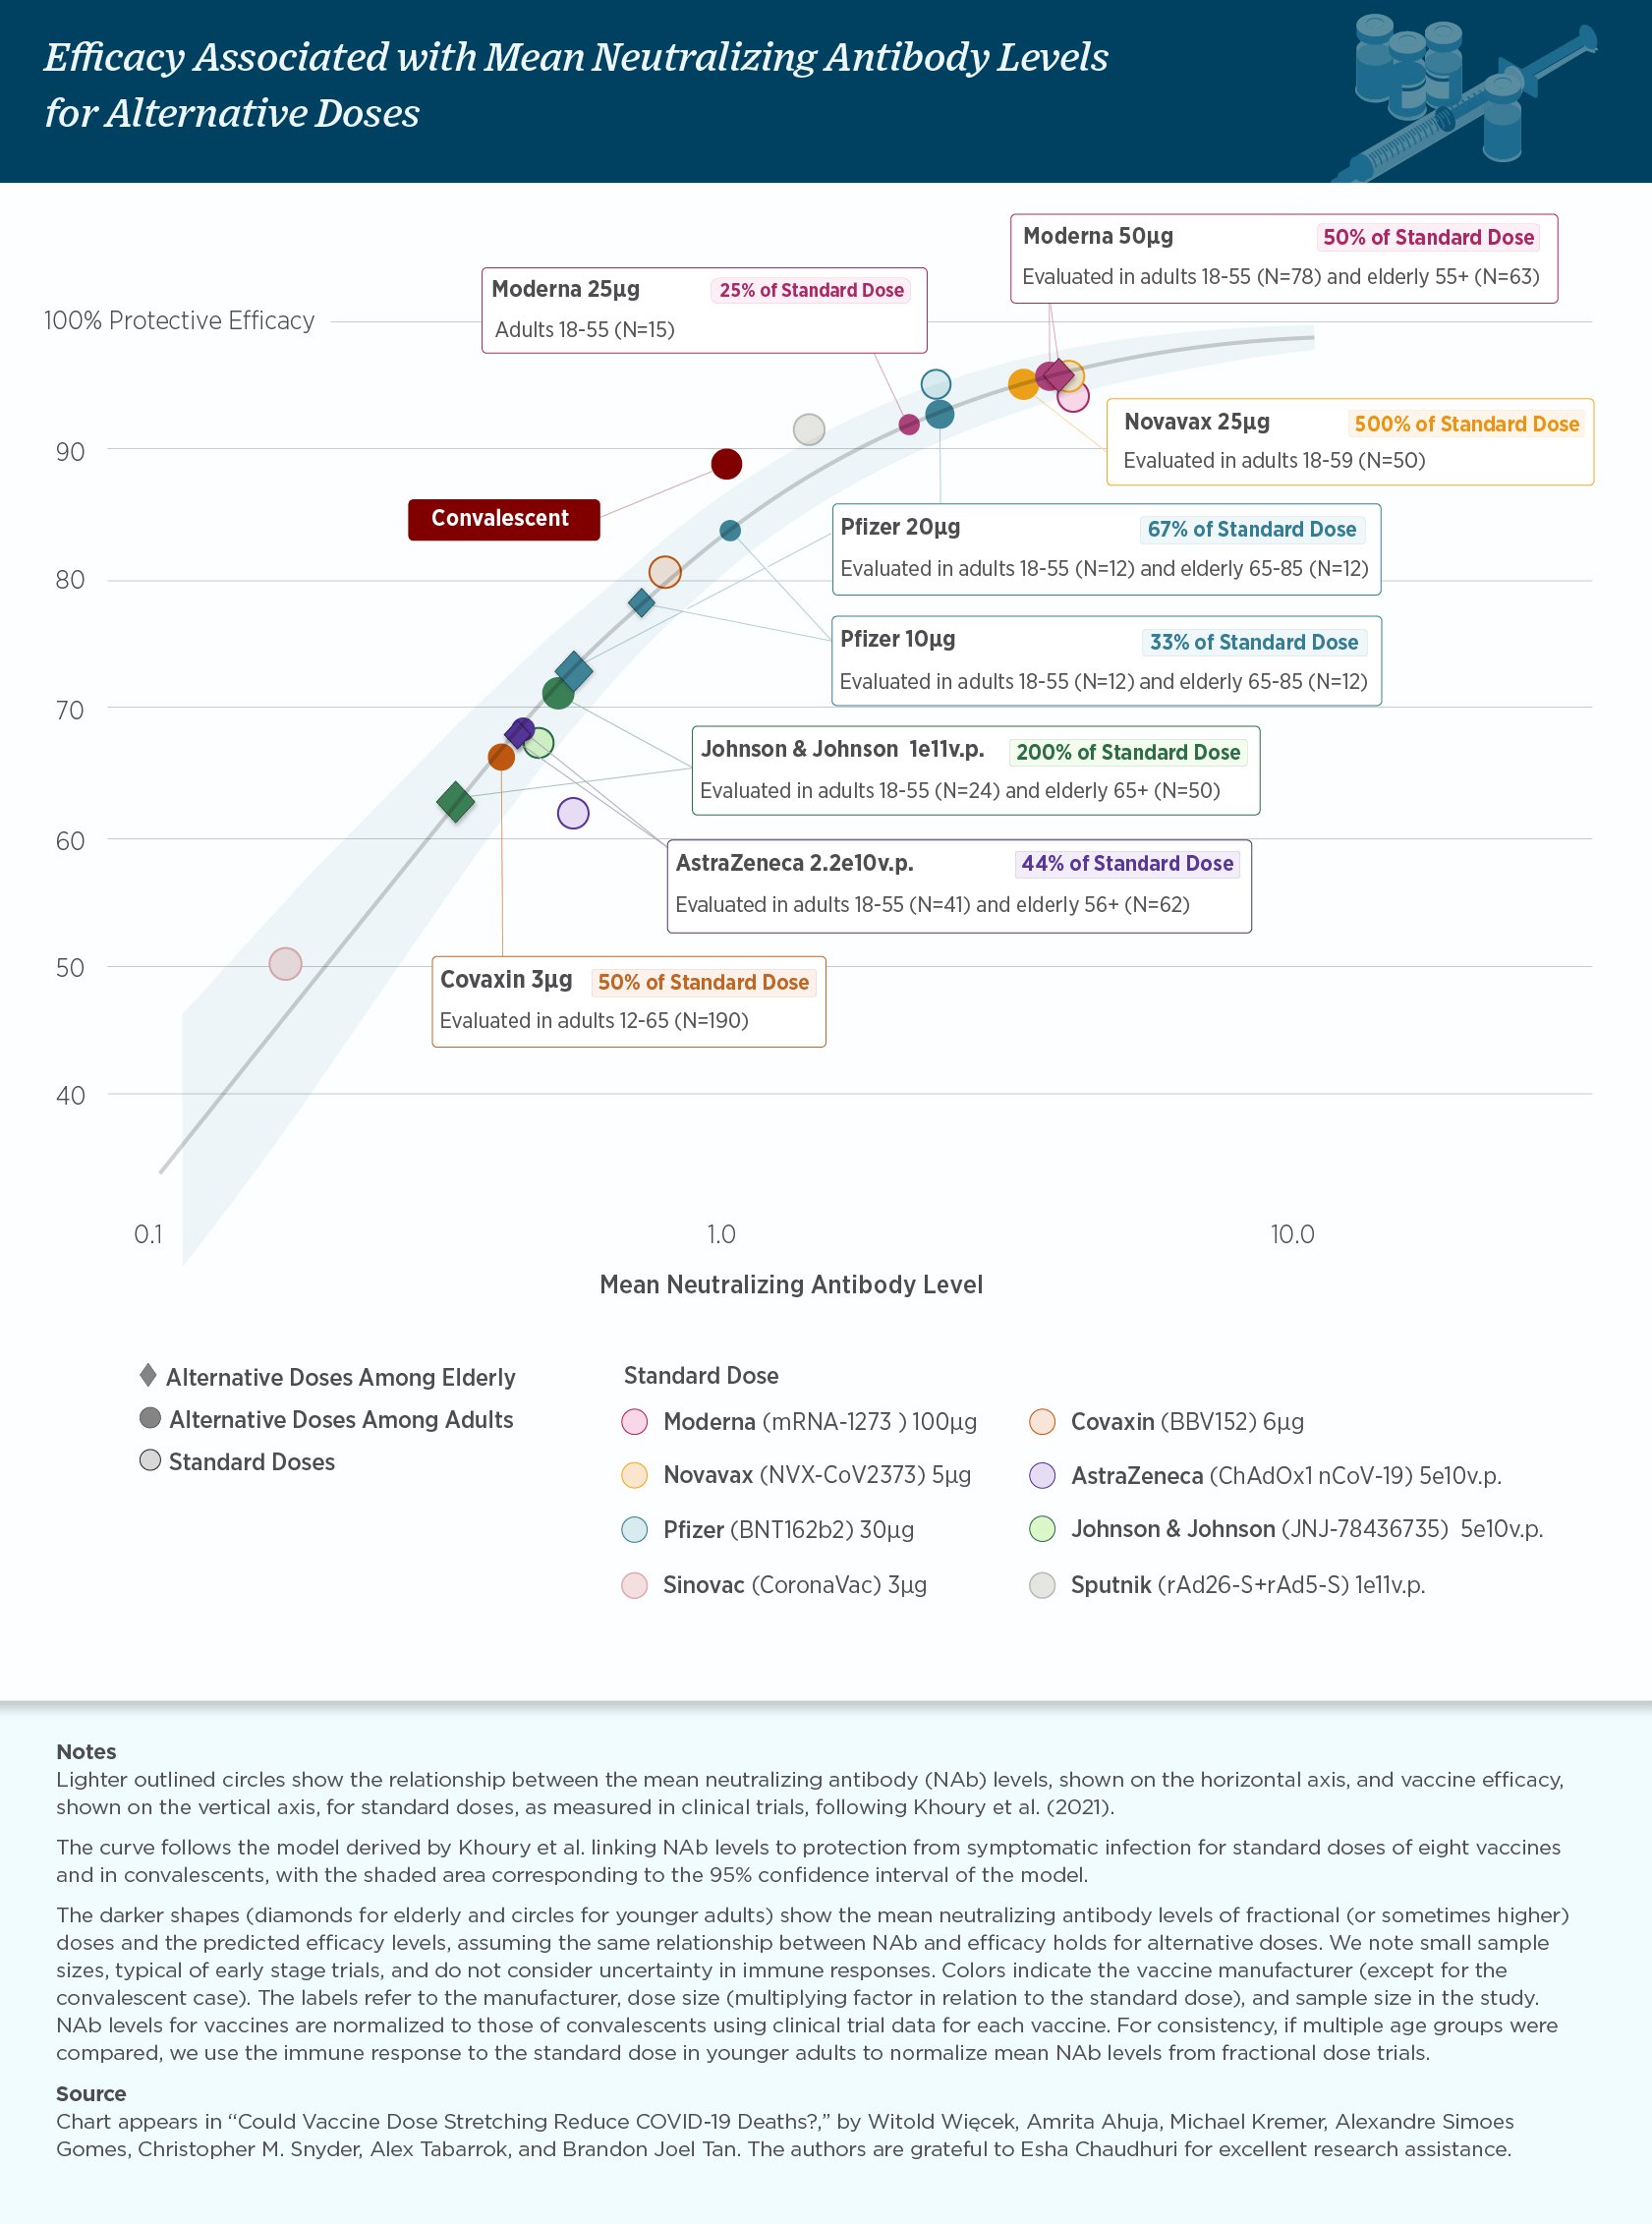 Efficacy Associated with Mean Neutralizing Antibody Levels
for Alternative Doses
Moderna 50µg 50% of Standard Dose
Evaluated in adults 18-55 (N=78) and elderly 55+ (N=63)
Moderna 25µg 25% of Standard Dose
Adults 18-55 (N=15)
100% Protective Efficacy
Novavax 25µg 500% of Standard Dose
Evaluated in adults 18-59 (N=50)
90
Convalescent
Pfizer 20µg 67% of Standard Dose
Evaluated in adults 18-55 (N=12) and elderly 65-85 (N=12)
80
Pfizer 10µg 33% of Standard Dose
Evaluated in adults 18-55 (N=12) and elderly 65-85 (N=12)
70
Johnson & Johnson 1e11v.p. 200% of Standard Dose
Evaluated in adults 18-55 (N=24) and elderly 65+ (N=50)
60
AstraZeneca 2.2e10v.p. 44% of Standard Dose
Evaluated in adults 18-55 (N=41) and elderly 56+ (N=62)
50
Covaxin 3µg 50% of Standard Dose
Evaluated in adults 12-65 (N=190)
40
0.1 1.0 10.0
Mean Neutralizing Antibody Level
Alternative Doses Among Elderly
Alternative Doses Among Adults
Standard Doses
Standard Dose
Moderna (mRNA-1273 ) 100µg
Novavax (NVX-CoV2373) 5µg
Pfizer (BNT162b2) 30µg
Sinovac (CoronaVac) 3µg
Covaxin (BBV152) 6µg
AstraZeneca (ChAdOx1 nCoV-19) 5e10v.p.
Johnson & Johnson (JNJ-78436735) 5e10v.p.
Sputnik (rAd26-S+rAd5-S) 1e11v.p.
Notes
Lighter outlined circles show the relationship between the mean neutralizing antibody (NAb) levels, shown on the horizontal axis, and vaccine efficacy,
shown on the vertical axis, for standard doses, as measured in clinical trials, following Khoury et al. (2021).
The curve follows the model derived by Khoury et al. linking NAb levels to protection from symptomatic infection for standard doses of eight vaccines
and in convalescents, with the shaded area corresponding to the 95% confidence interval of the model.
The darker shapes (diamonds for elderly and circles for younger adults) show the mean neutralizing antibody levels of fractional (or sometimes higher)
doses and the predicted efficacy levels, assuming the same relationship between NAb and efficacy holds for alternative doses. We note small sample
sizes, typical of early stage trials, and do not consider uncertainty in immune responses. Colors indicate the vaccine manufacturer (except for the
convalescent case). The labels refer to the manufacturer, dose size (multiplying factor in relation to the standard dose), and sample size in the study.
NAb levels for vaccines are normalized to those of convalescents using clinical trial data for each vaccine. For consistency, if multiple age groups were
compared, we use the immune response to the standard dose in younger adults to normalize mean NAb levels from fractional dose trials.
Source
Chart appears in “Could Vaccine Dose Stretching Reduce COVID-19 Deaths?,” by Witold Więcek, Amrita Ahuja, Michael Kremer, Alexandre Simoes
Gomes, Christopher M. Snyder, Alex Tabarrok, and Brandon Joel Tan. The authors are grateful to Esha Chaudhuri for excellent research assistance.